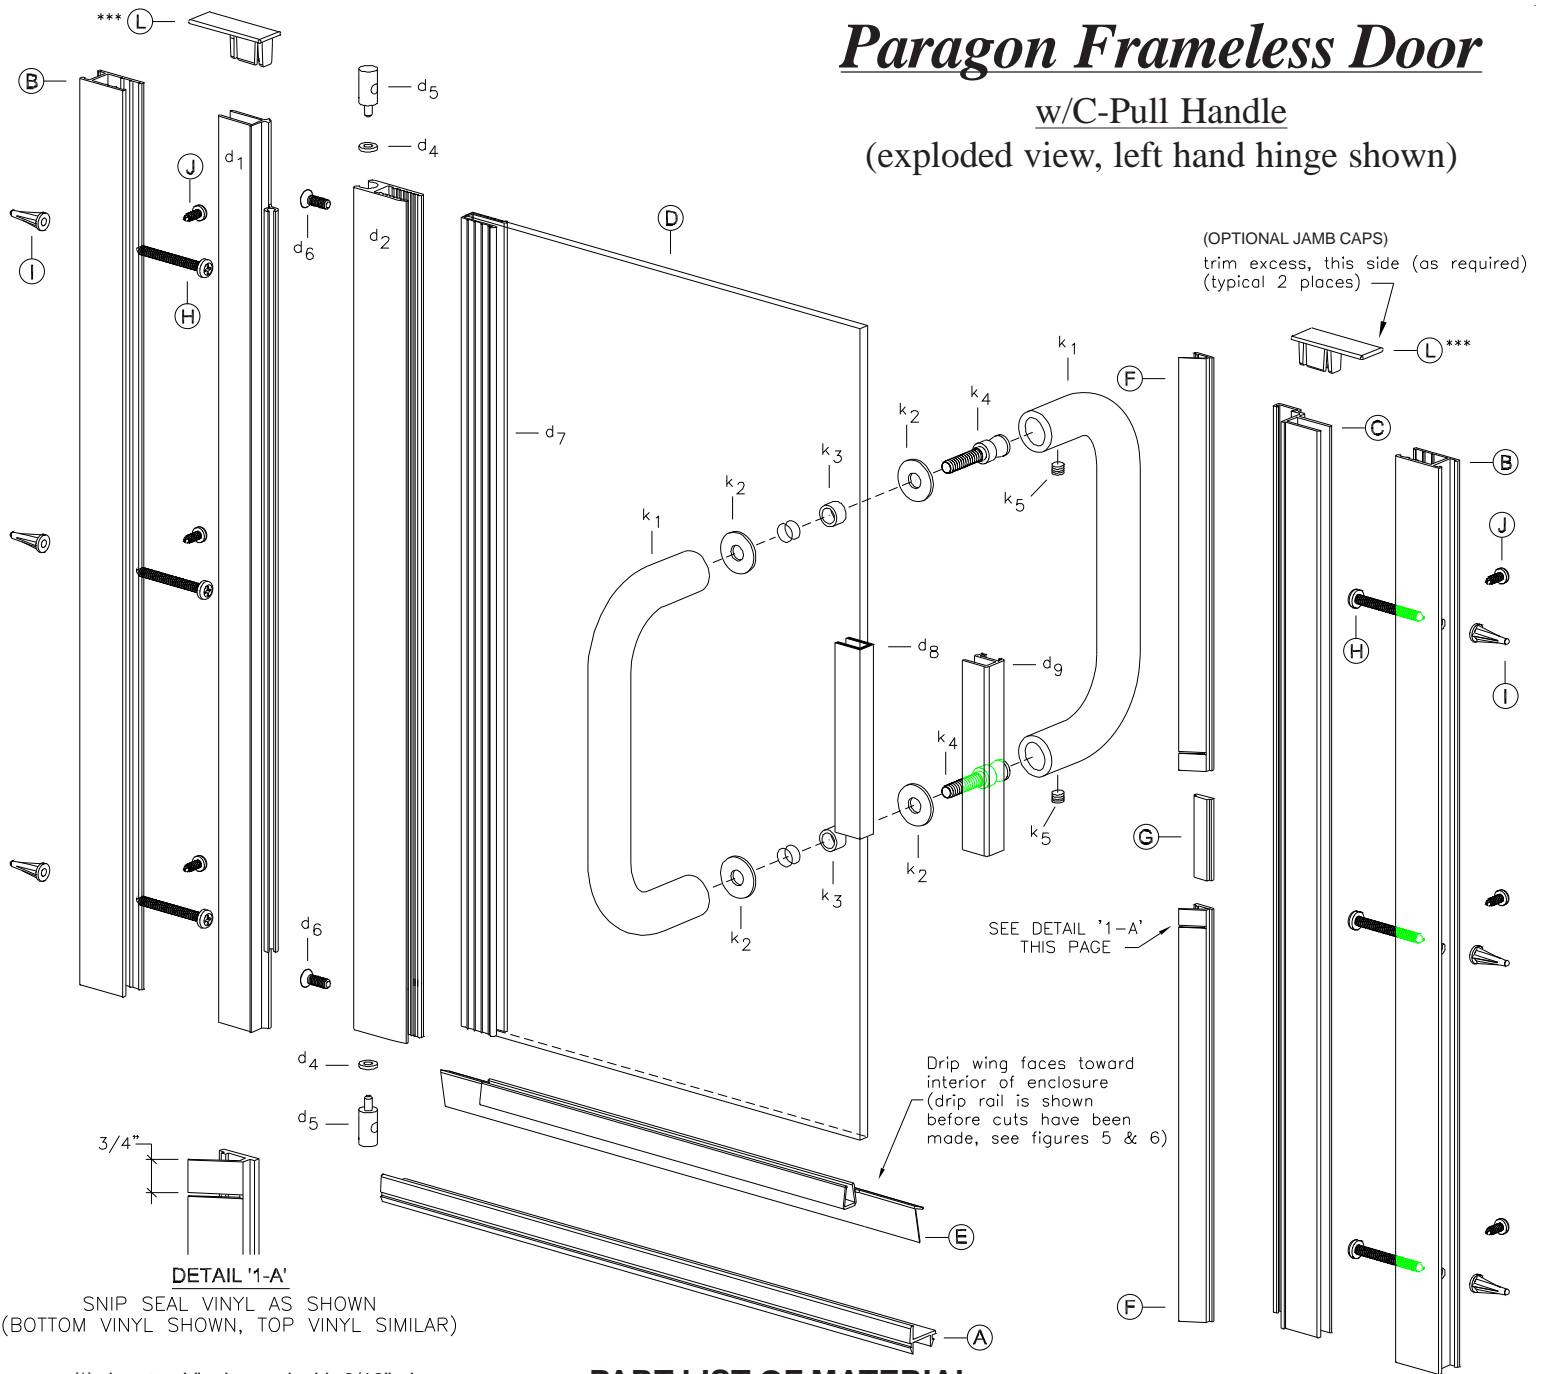 Paragon Frameless Door
w/C-Pull Handle
(exploded view, left hand hinge shown)
*** L
B
d5
d4
d1
J
d6
d2
I
H
D
(OPTIONAL JAMB CAPS)
trim excess, this side (as required)
(typical 2 places)
L ***
k1
F
k4
k2
C
d7
k3
B
k2
k5
k1
J
H
d8
d9
I
k4
k5
G
k2
k3
k2
d6
SEE DETAIL '1-A'
THIS PAGE
d4
d5
Drip wing faces toward
interior of enclosure
(drip rail is shown
before cuts have been
made, see figures 5 & 6)
3/4"
E
DETAIL '1-A'
SNIP SEAL VINYL AS SHOWN
(BOTTOM VINYL SHOWN, TOP VINYL SIMILAR)
F
A
PART LIST OF MATERIAL